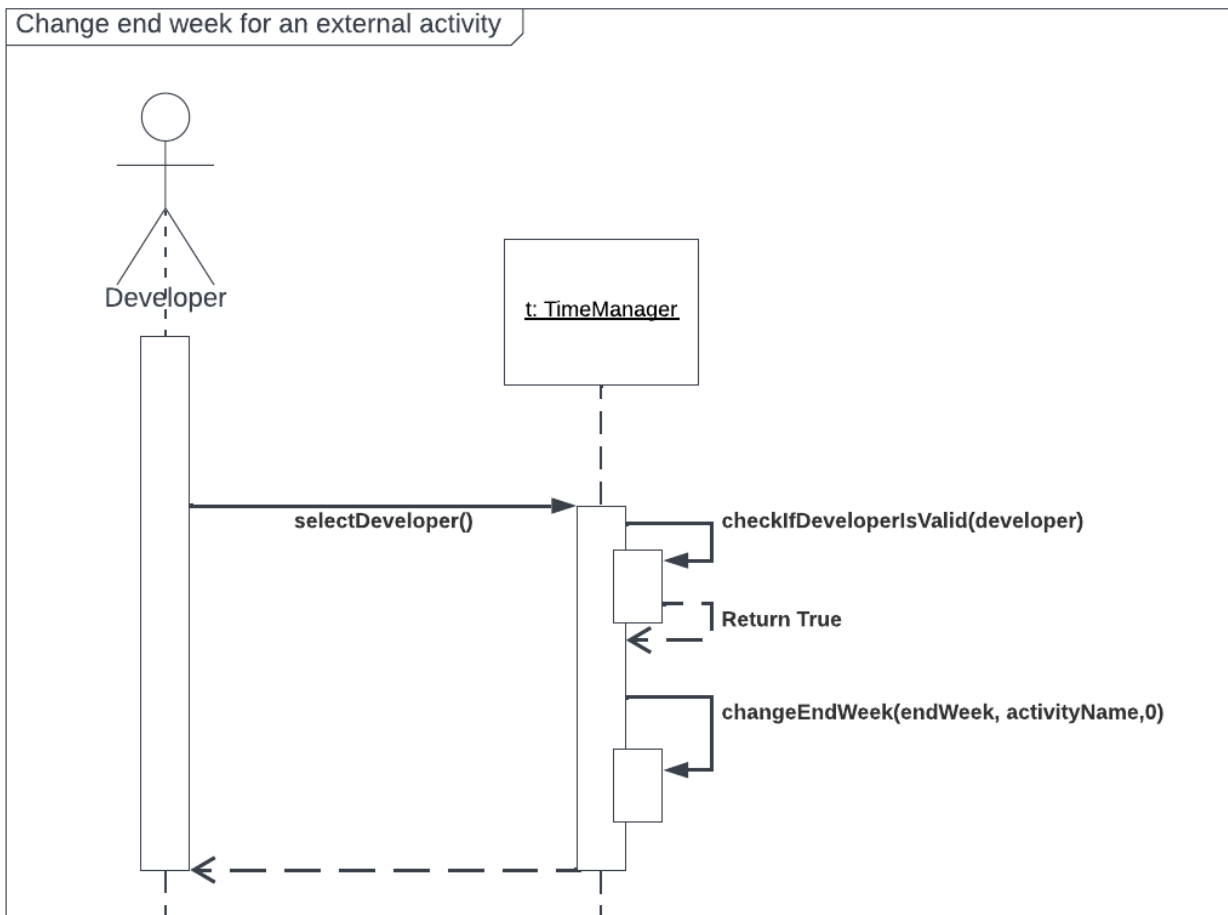 Change end week for an external activity
Developer
t: TimeManager
selectDeveloper()
checkIfDeveloperIsValid(developer)
Return True
changeEndWeek(endWeek, activityName,0)